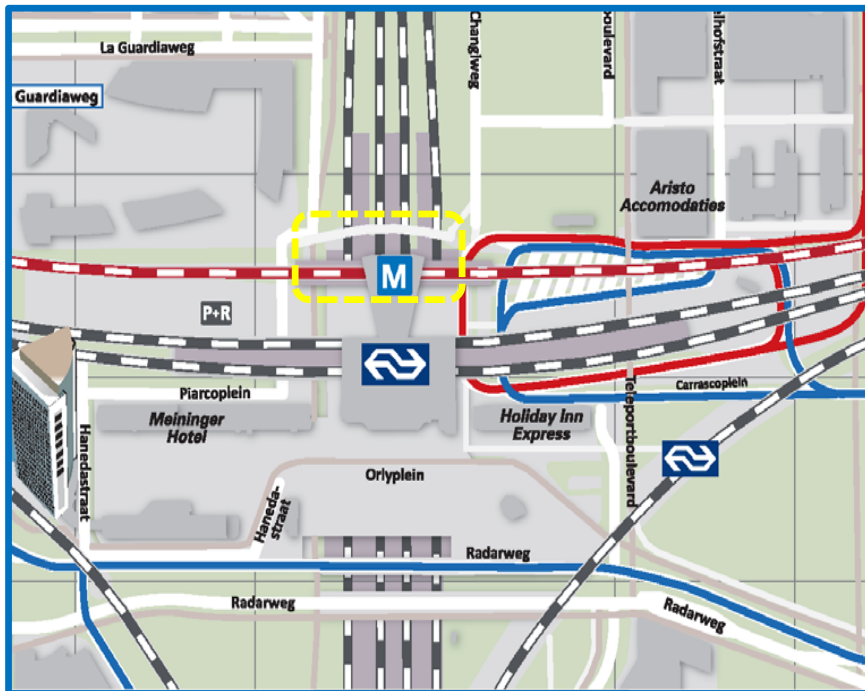 La Guardiaweg
Guardiaweg
Changiweg
boulevard
elhofstraat
Aristo
Accomodaties
M
P+R
Piarcoplein
Meininger
Hotel
Hanedastraat
Holiday Inn
Express
Carrascoplein
Teleportboulevard
Orlyplein
Haneda-
straat
Radarweg
Radarweg
Radarweg